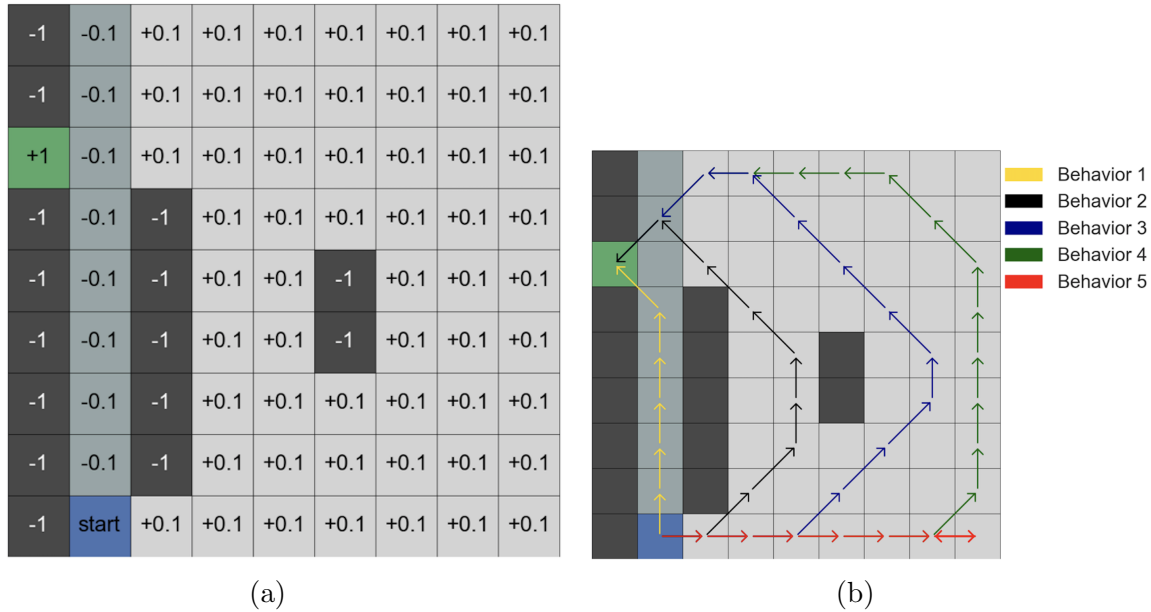 -1 -0.1 +0.1 +0.1 +0.1 +0.1 +0.1 +0.1 +0.1
-1 -0.1 +0.1 +0.1 +0.1 +0.1 +0.1 +0.1 +0.1
+1 -0.1 +0.1 +0.1 +0.1 +0.1 +0.1 +0.1 +0.1
-1 -0.1 -1 +0.1 +0.1 +0.1 +0.1 +0.1 +0.1
-1 -0.1 -1 +0.1 +0.1 -1 +0.1 +0.1 +0.1
-1 -0.1 -1 +0.1 +0.1 -1 +0.1 +0.1 +0.1
-1 -0.1 -1 +0.1 +0.1 +0.1 +0.1 +0.1 +0.1
-1 -0.1 -1 +0.1 +0.1 +0.1 +0.1 +0.1 +0.1
-1 start +0.1 +0.1 +0.1 +0.1 +0.1 +0.1 +0.1
(a)
Behavior 1
Behavior 2
Behavior 3
Behavior 4
Behavior 5
(b)